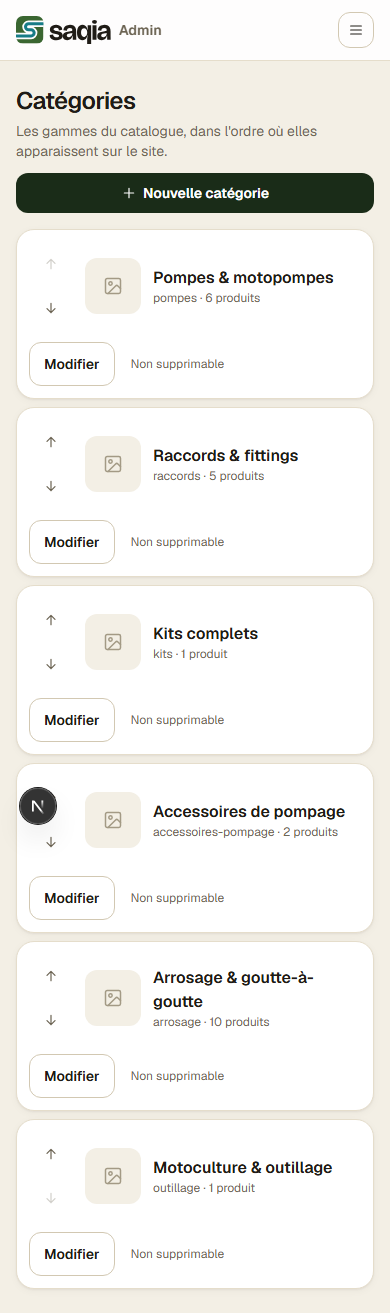 saqia Admin
Catégories
Les gammes du catalogue, dans l'ordre où elles
apparaissent sur le site.
+ Nouvelle catégorie
Pompes & motopompes
pompes · 6 produits
Modifier Non supprimable
Raccords & fittings
raccords · 5 produits
Modifier Non supprimable
Kits complets
kits · 1 produit
Modifier Non supprimable
N
Accessoires de pompage
accessoires-pompage · 2 produits
Modifier Non supprimable
Arrosage & goutte-à-
goutte
arrosage · 10 produits
Modifier Non supprimable
Motoculture & outillage
outillage · 1 produit
Modifier Non supprimable